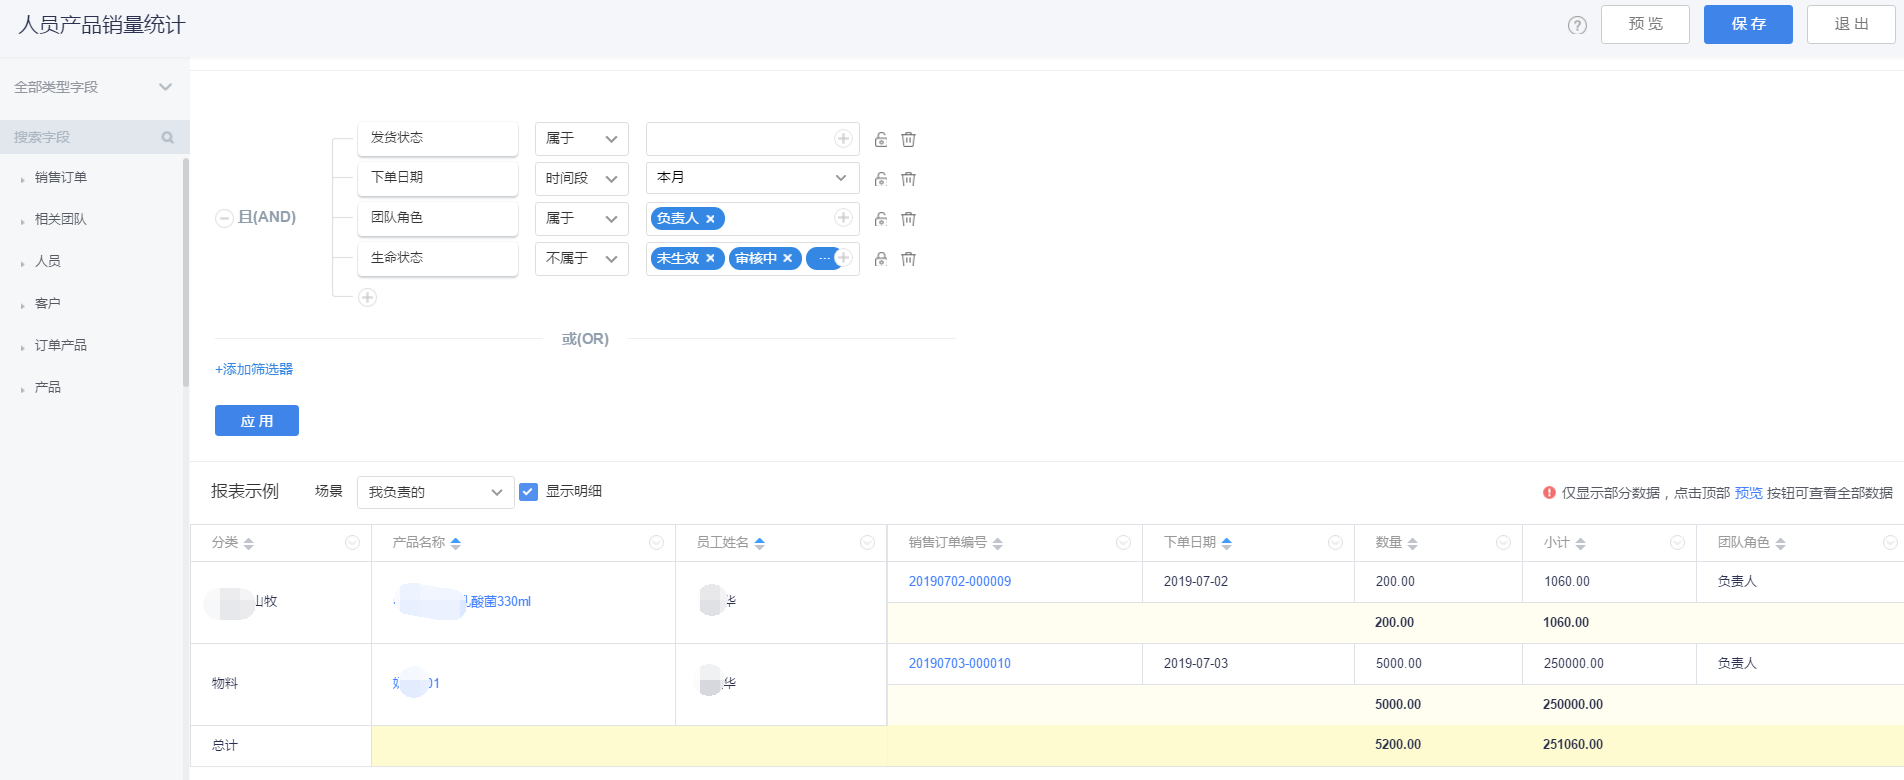 人员产品销量统计
? 预 览 保 存 退 出
全部类型字段
搜索字段
销售订单
相关团队
人员
客户
订单产品
产品
且(AND)
发货状态 属于
下单日期 时间段 本月
团队角色 属于 负责人 ×
生命状态 不属于 未生效 × 审核中 × ...
或(OR)
+添加筛选器
应 用
报表示例 场景 我负责的 显示明细 仅显示部分数据，点击顶部 预览 按钮可查看全部数据
分类 产品名称 员工姓名 销售订单编号 下单日期 数量 小计 团队角色
山牧 乳酸菌330ml 华 20190702-000009 2019-07-02 200.00 1060.00 负责人
200.00 1060.00
物料 01 华 20190703-000010 2019-07-03 5000.00 250000.00 负责人
5000.00 250000.00
总计 5200.00 251060.00